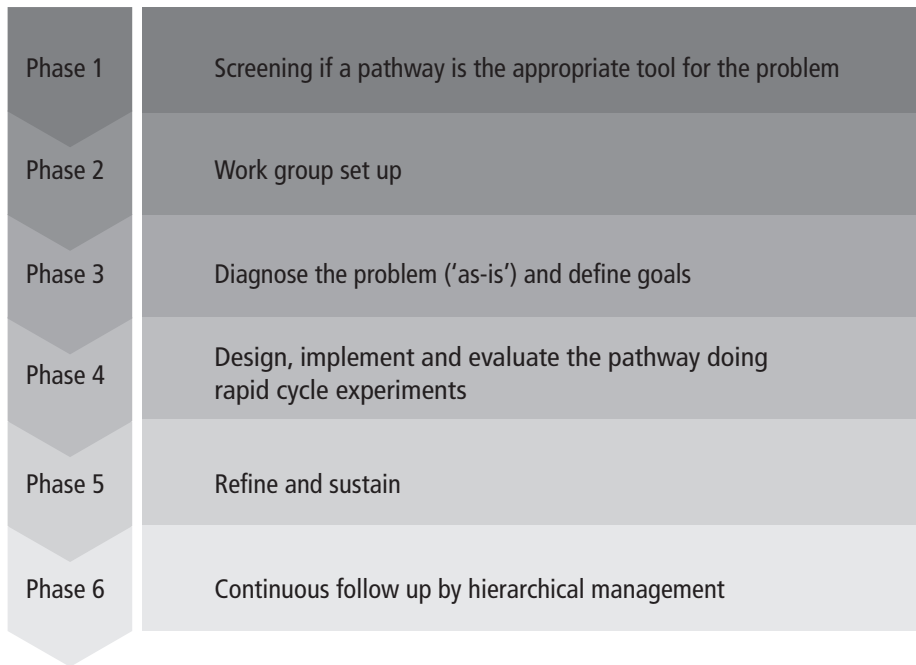 Phase 1
Screening if a pathway is the appropriate tool for the problem
Phase 2
Work group set up
Phase 3
Diagnose the problem (‘as-is’) and define goals
Phase 4
Design, implement and evaluate the pathway doing
rapid cycle experiments
Phase 5
Refine and sustain
Phase 6
Continuous follow up by hierarchical management